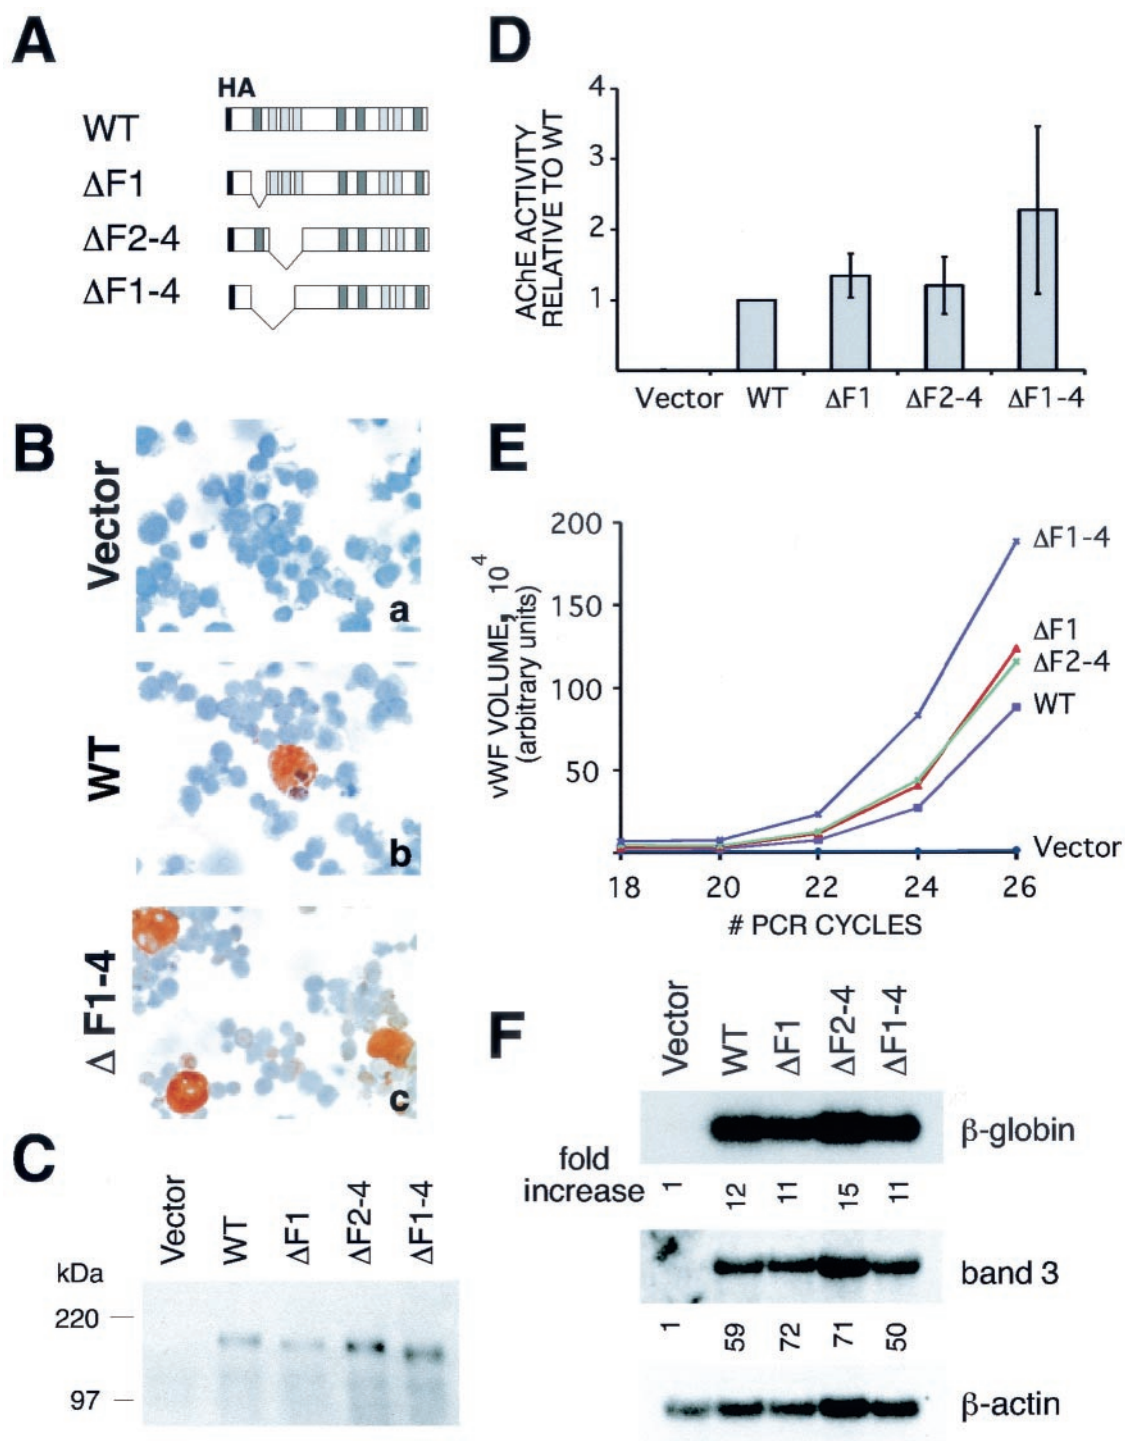 A
HA
WT
ΔF1
ΔF2-4
ΔF1-4
B
Vector
a
WT
b
Δ F1-4
c
C
Vector
WT
ΔF1
ΔF2-4
ΔF1-4
kDa
220
97
D
AChE ACTIVITY
RELATIVE TO WT
4
3
2
1
Vector WT ΔF1 ΔF2-4 ΔF1-4
E
vWF VOLUME, 10^4
(arbitrary units)
200
150
100
50
ΔF1-4
ΔF1
ΔF2-4
WT
Vector
18 20 22 24 26
# PCR CYCLES
F
Vector
WT
ΔF1
ΔF2-4
ΔF1-4
β-globin
fold
increase
1 12 11 15 11
band 3
1 59 72 71 50
β-actin